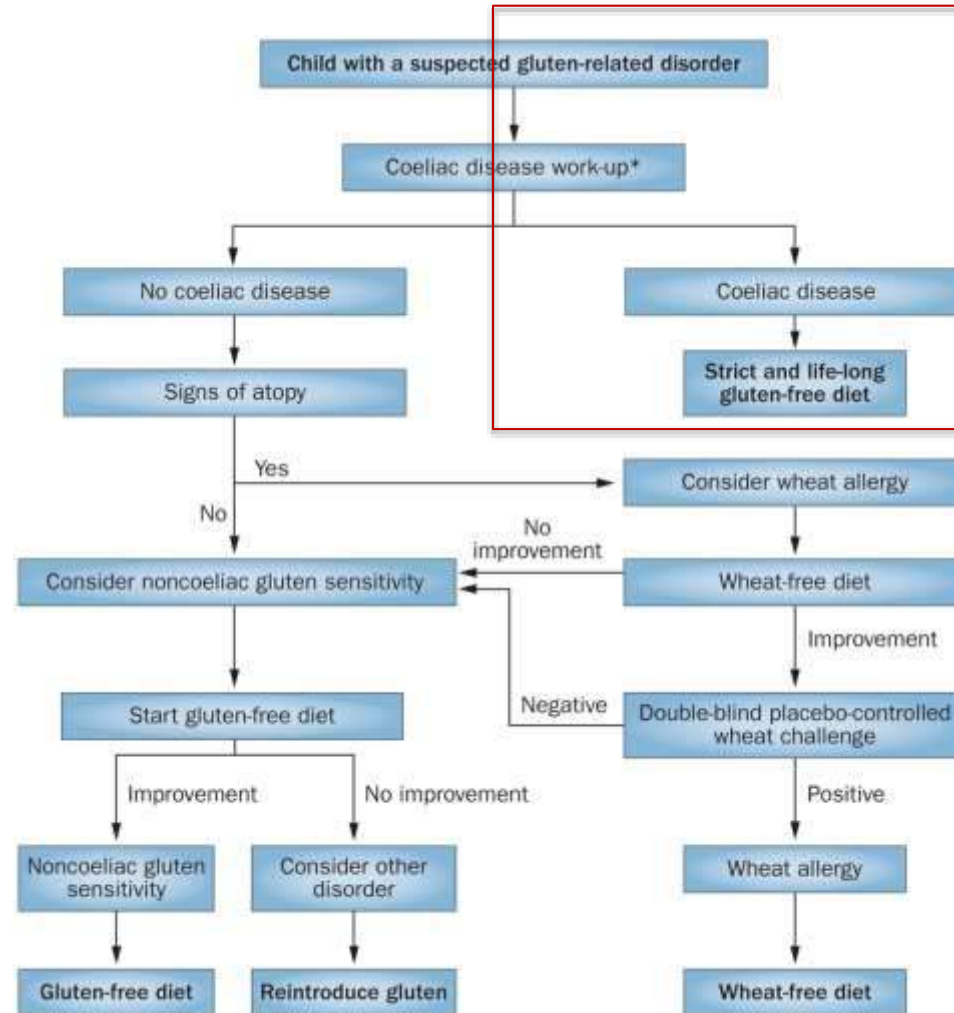 Child with a suspected gluten-related disorder
Coeliac disease work-up*
No coeliac disease
Coeliac disease
Signs of atopy
Strict and life-long
gluten-free diet
Yes
Consider wheat allergy
No
No
improvement
Consider noncoeliac gluten sensitivity
Wheat-free diet
Improvement
Start gluten-free diet
Negative
Double-blind placebo-controlled
wheat challenge
Improvement
No improvement
Positive
Noncoeliac gluten
sensitivity
Consider other
disorder
Wheat allergy
Gluten-free diet
Reintroduce gluten
Wheat-free diet